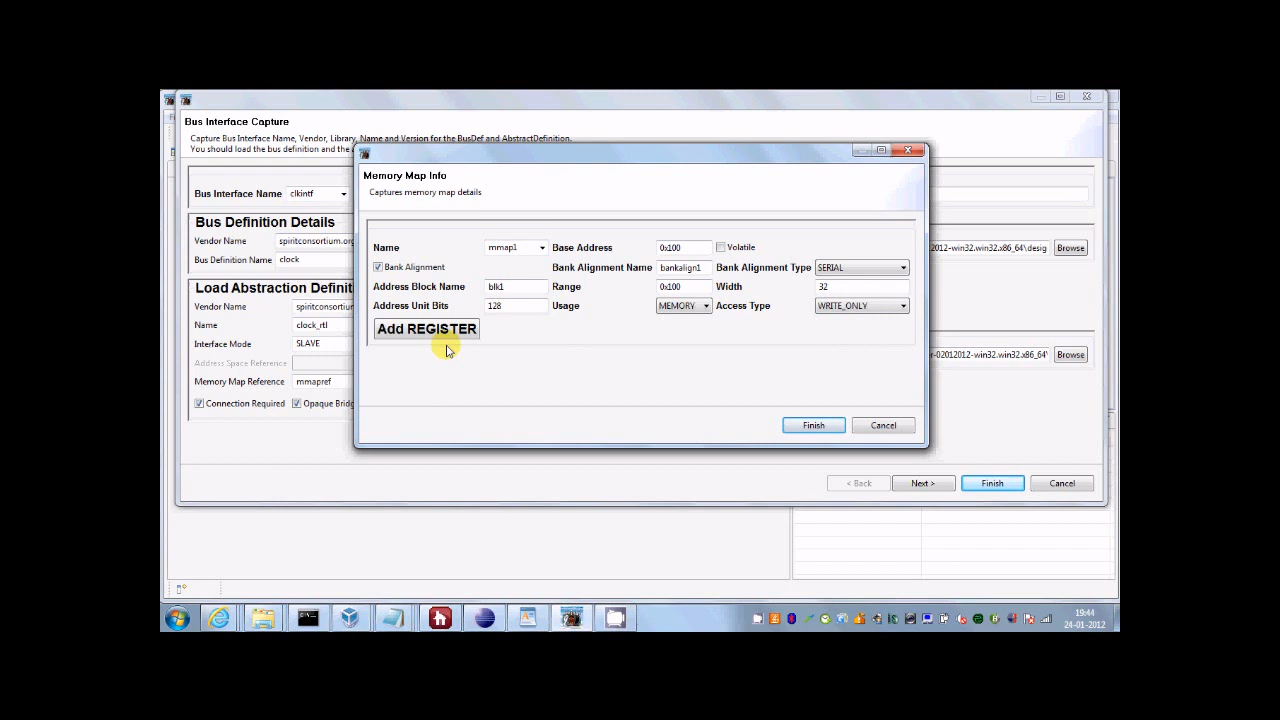 Bus Interface Capture
Capture Bus Interface Name, Vendor, Library, Name and Version for the BusDef and AbstractDefinition.
You should load the bus definition and the
Bus Interface Name clkintf
Bus Definition Details
Vendor Name spiritconsortium.org
Bus Definition Name clock
Load Abstraction Definit
Vendor Name spiritconsortium
Name clock_rtl
Interface Mode SLAVE
Address Space Reference
Memory Map Reference mmapref
Connection Required Opaque Bridg
Memory Map Info
Captures memory map details
Name mmap1 Base Address 0x100 Volatile
Bank Alignment Bank Alignment Name bankalign1 Bank Alignment Type SERIAL
Address Block Name blk1 Range 0x100 Width 32
Address Unit Bits 128 Usage MEMORY Access Type WRITE_ONLY
Add REGISTER
Finish Cancel
2012-win32.win32.x86_64\desig Browse
r-02012012-win32.win32.x86_64\ Browse
< Back Next > Finish Cancel
19:44
24-01-2012